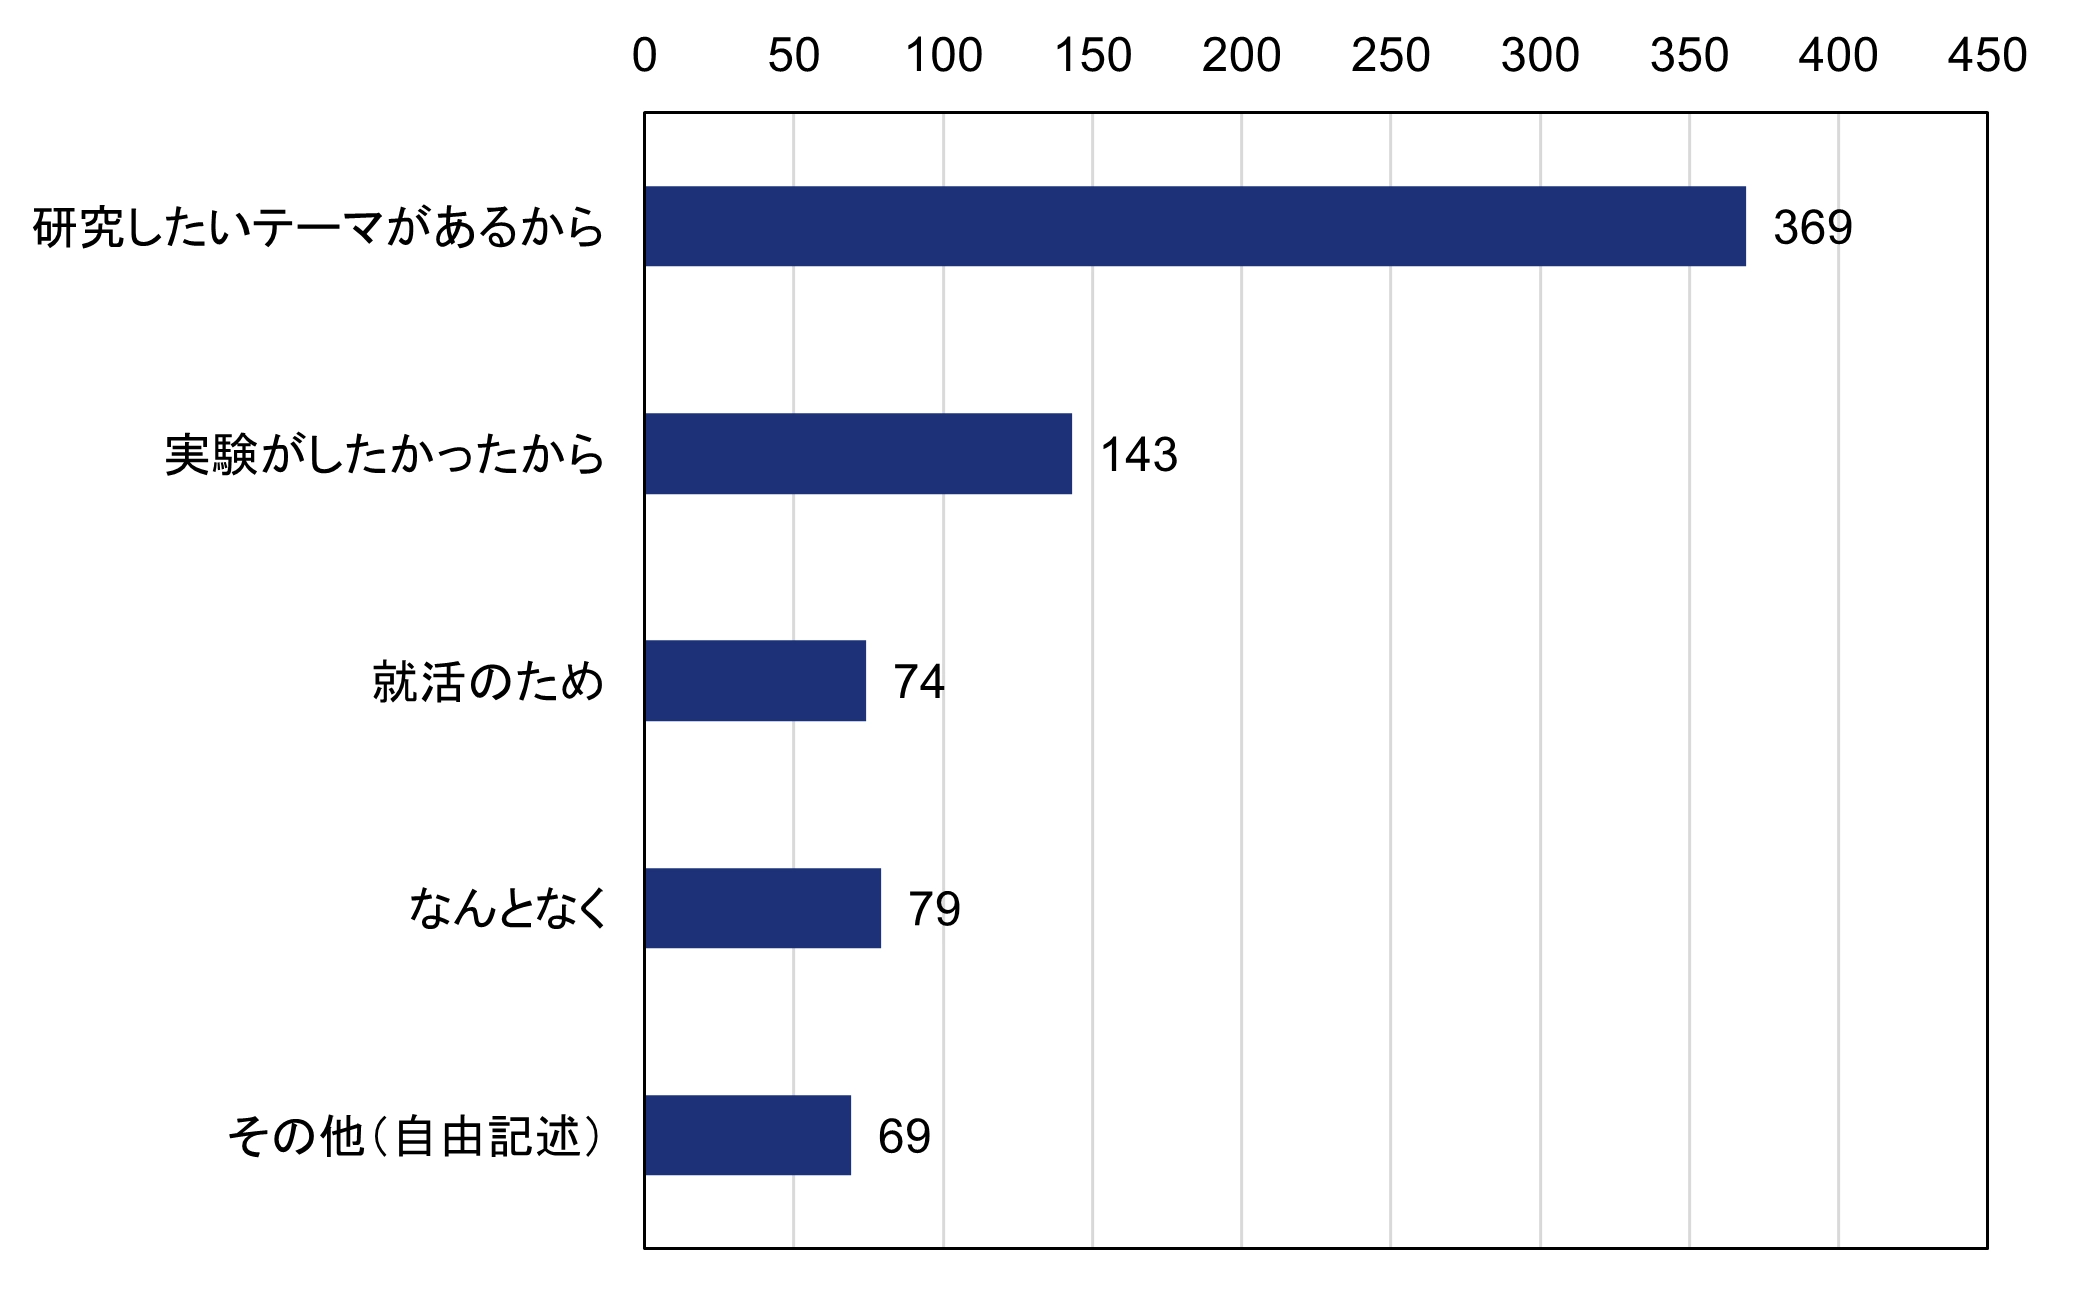 0 50 100 150 200 250 300 350 400 450
研究したいテーマがあるから 369
実験がしたかったから 143
就活のため 74
なんとなく 79
その他（自由記述） 69